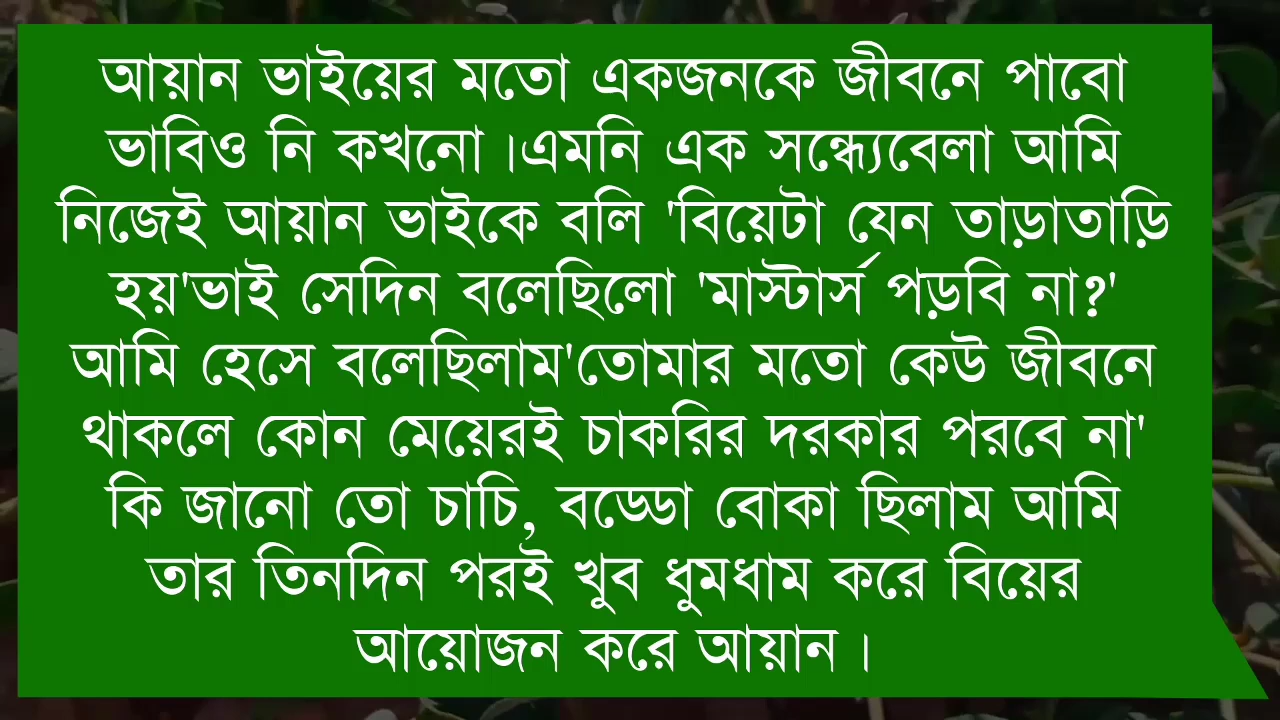 আয়ান ভাইয়ের মতো একজনকে জীবনে পাবো
ভাবিও নি কখনো।এমনি এক সন্ধ্যেবেলা আমি
নিজেই আয়ান ভাইকে বলি 'বিয়েটা যেন তাড়াতাড়ি
হয়'ভাই সেদিন বলেছিলো 'মাস্টার্স পড়বি না?'
আমি হেসে বলেছিলাম'তোমার মতো কেউ জীবনে
থাকলে কোন মেয়েরই চাকরির দরকার পরবে না'
কি জানো তো চাচি, বড্ডো বোকা ছিলাম আমি
তার তিনদিন পরই খুব ধুমধাম করে বিয়ের
আয়োজন করে আয়ান।